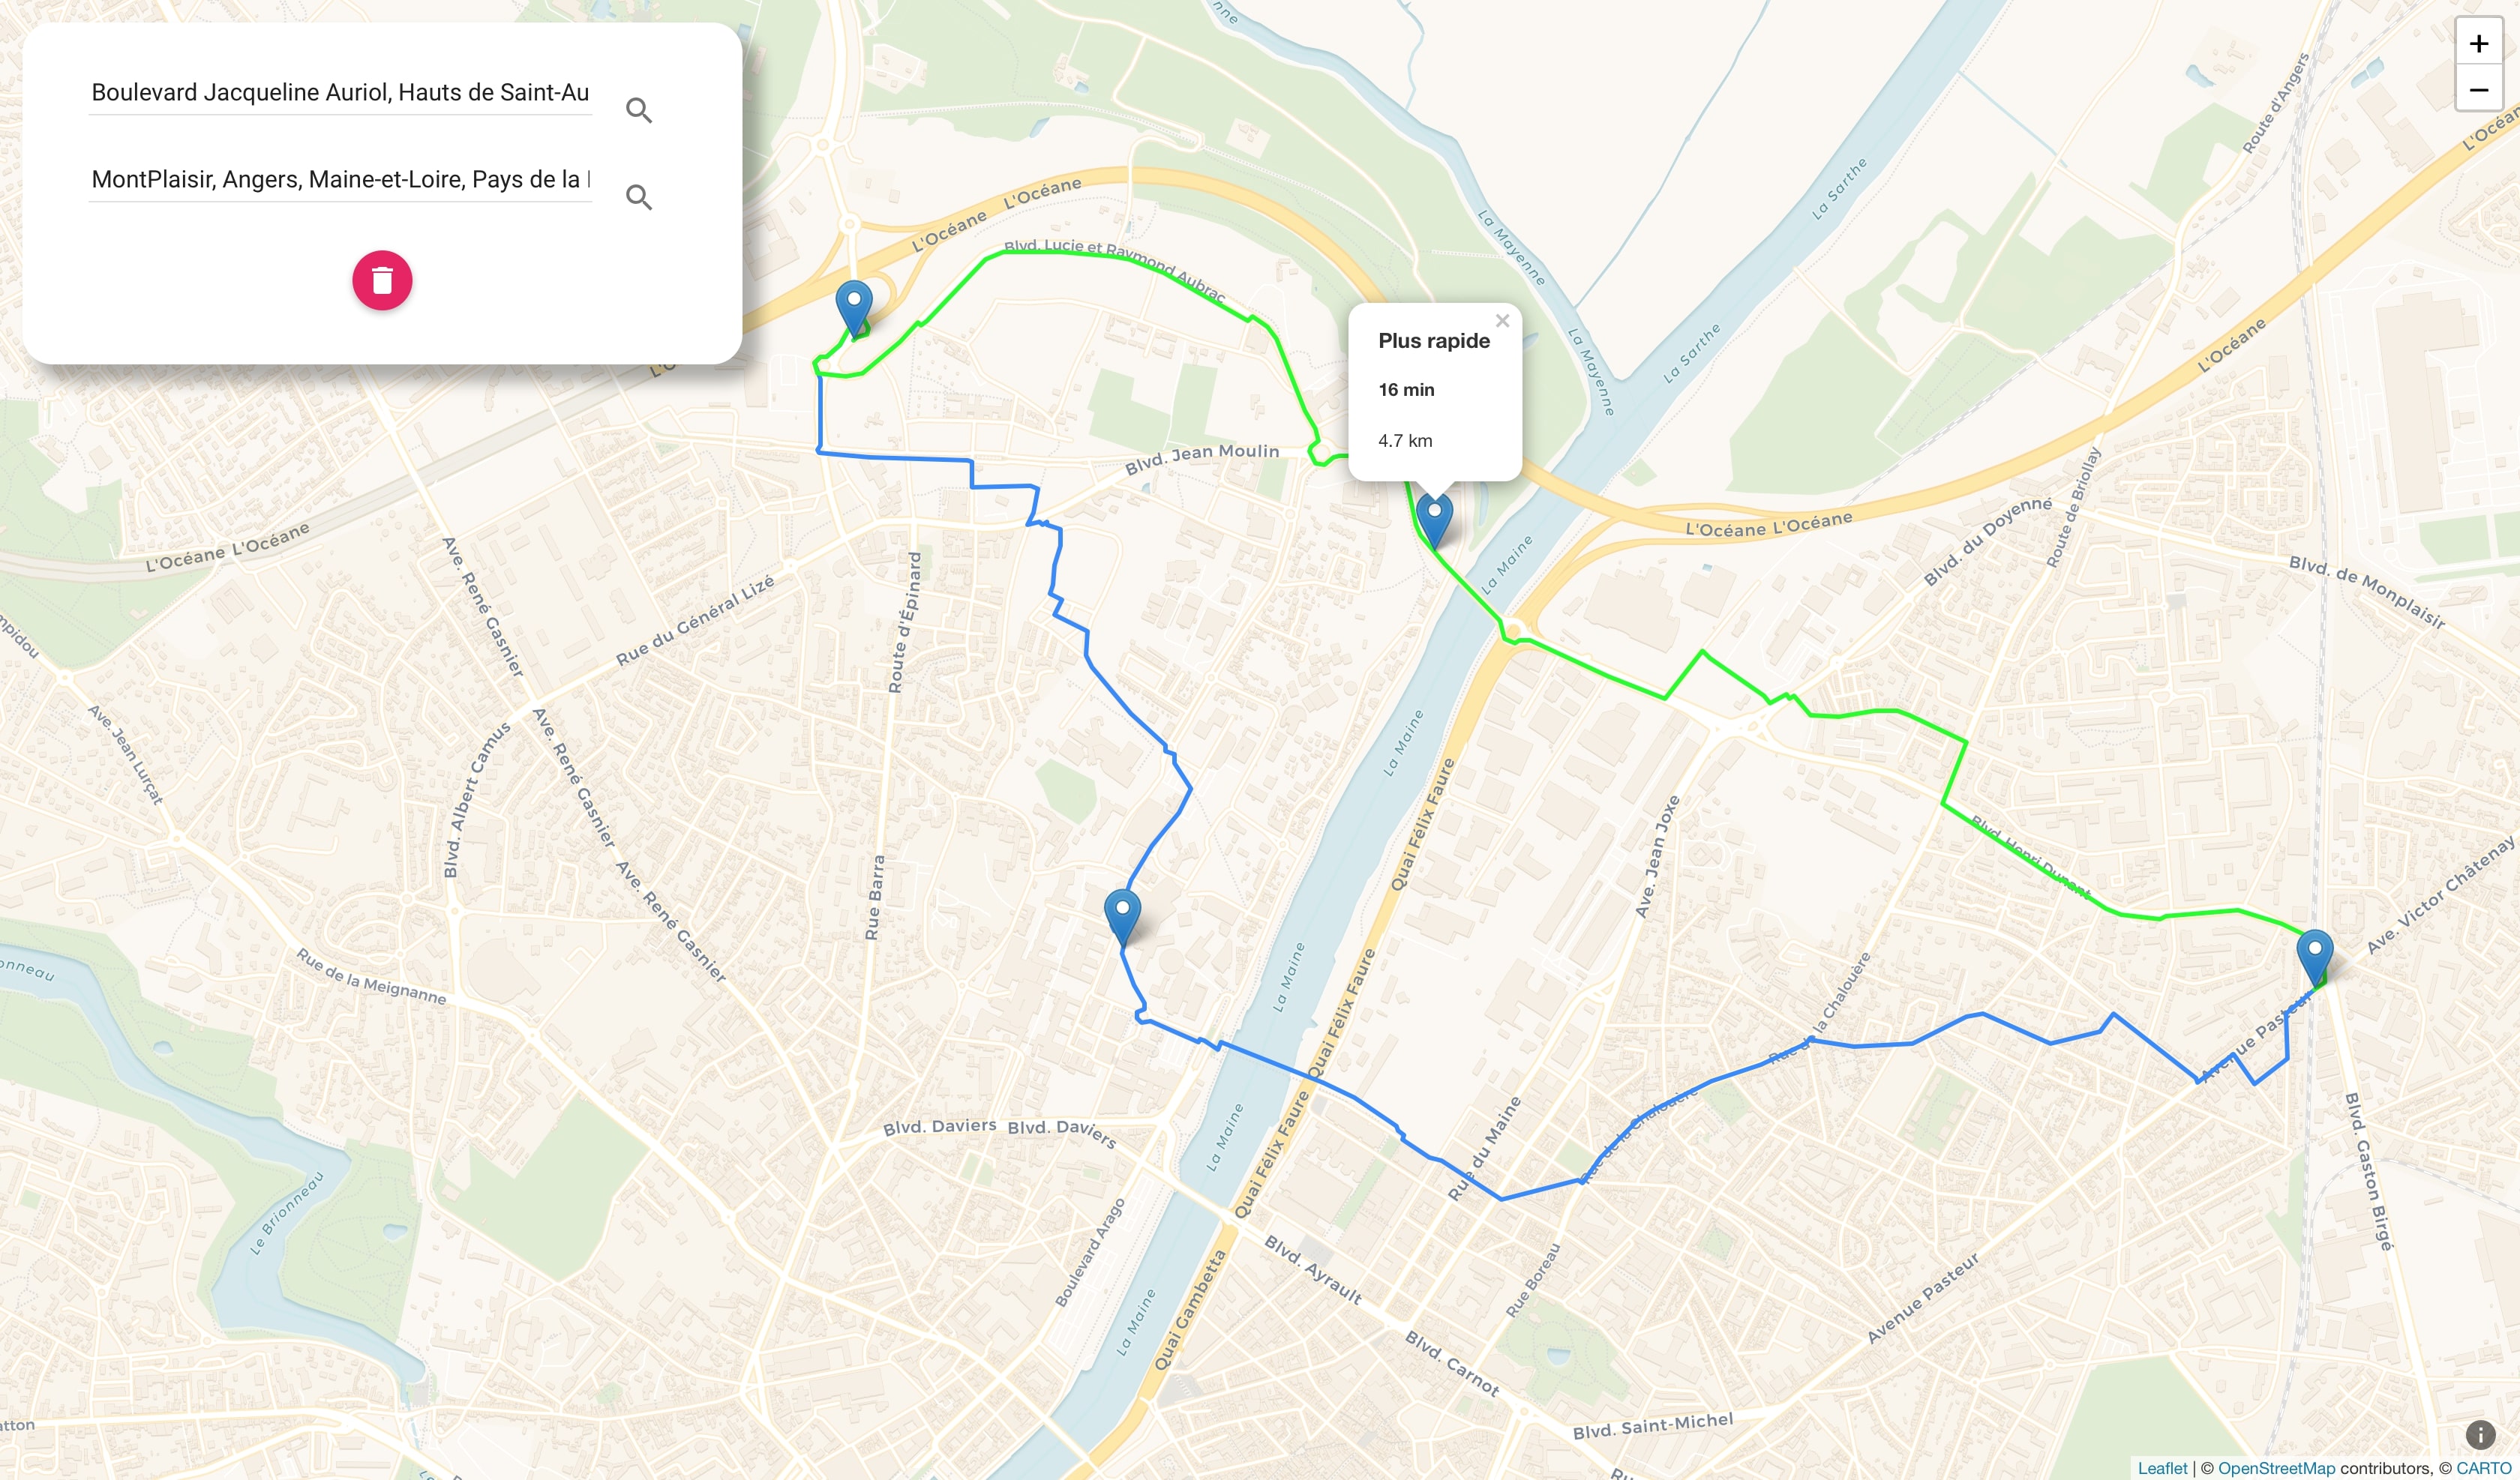 Boulevard Jacqueline Auriol, Hauts de Saint-Au
MontPlaisir, Angers, Maine-et-Loire, Pays de la
+
−
Plus rapide
×
16 min
4.7 km
L'Océane
L'Océane
Blvd. Lucie et Raymond Aubrac
La Mayenne
La Mayenne
La Sarthe
La Sarthe
Route d'Angers
L'Océane
L'Océane L'Océane
L'Océane L'Océane
Blvd. Jean Moulin
Blvd. du Doyenné
Route de Briollay
Blvd. de Monplaisir
Ave. René Gasnier
Rue du Général Lizé
Route d'Épinard
La Maine
Ave. Jean Lurçat
Blvd. Albert Camus
Ave. René Gasnier
Ave. René Gasnier
Rue Barra
La Maine
Quai Félix Faure
Ave. Jean Joxe
Blvd. Henri Dunant
Ave. Victor Châtenay
Rue de la Meignanne
La Maine
Quai Félix Faure
Rue de la Chalouère
Rue de la Chalouère
Avenue Pasteur
Blvd. Daviers
Blvd. Daviers
La Maine
Quai Félix Faure
Rue du Maine
Blvd. Gaston Birgé
Le Brionneau
Boulevard Arago
La Maine
Quai Gambetta
Blvd. Ayrault
Rue Boreau
Avenue Pasteur
Blvd. Carnot
Blvd. Saint-Michel
Leaflet | © OpenStreetMap contributors, © CARTO